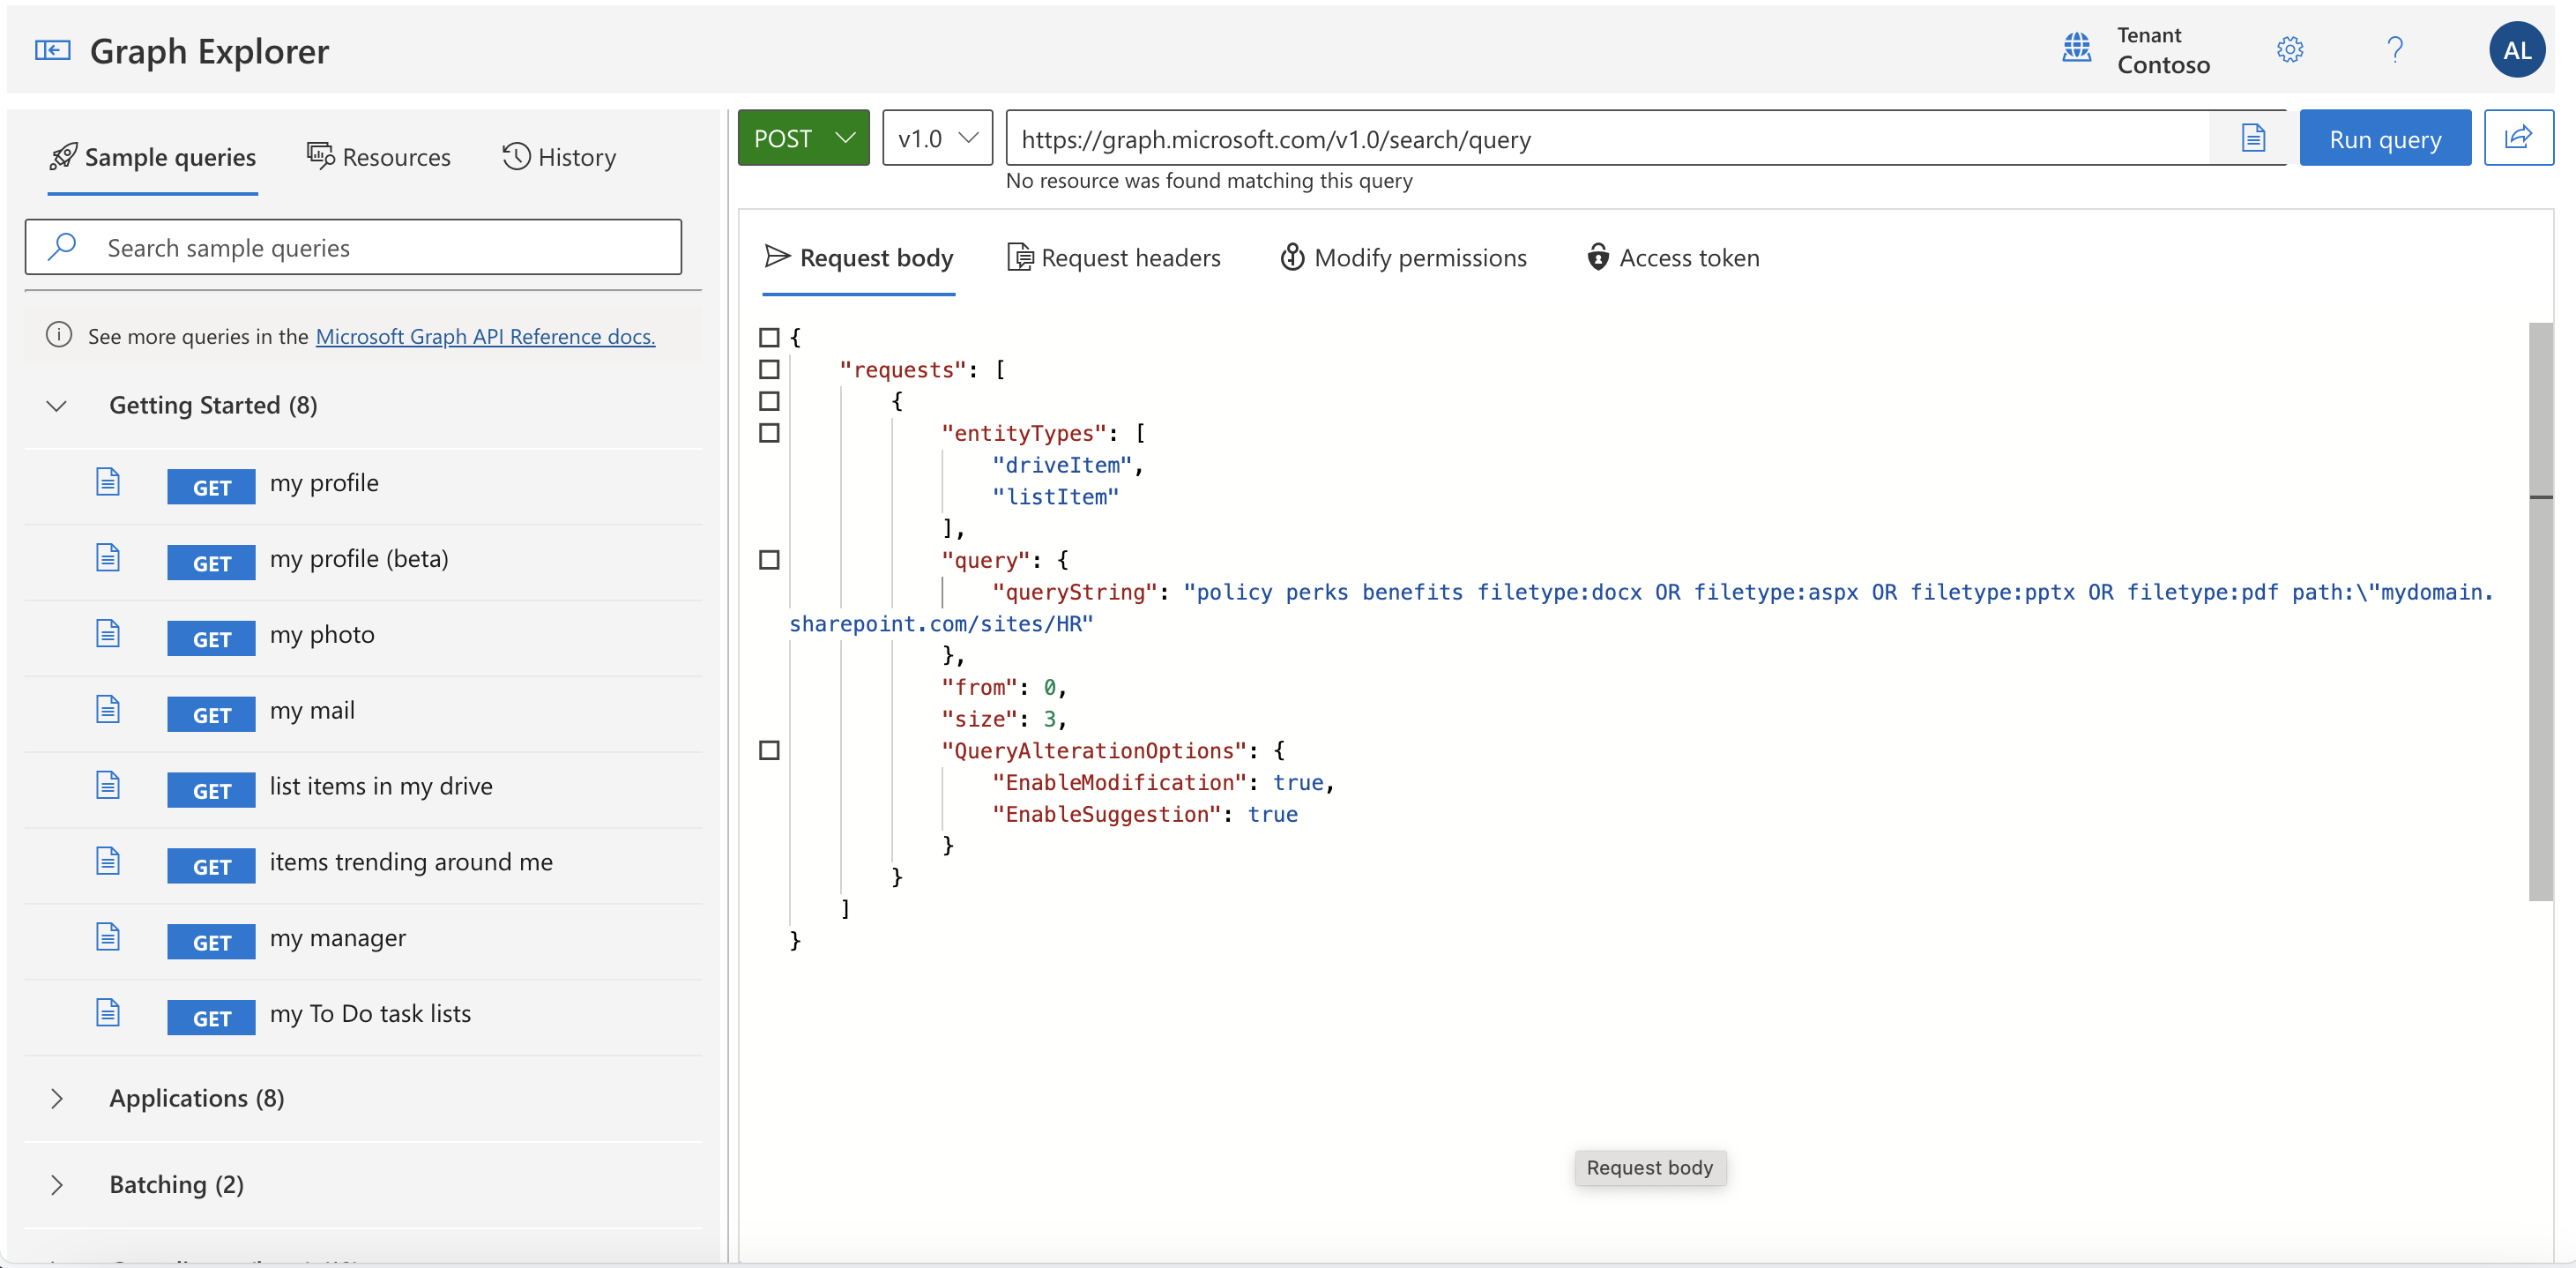 Graph Explorer
Tenant
Contoso
AL
Sample queries
Resources
History
Search sample queries
See more queries in the Microsoft Graph API Reference docs.
Getting Started (8)
GET my profile
GET my profile (beta)
GET my photo
GET my mail
GET list items in my drive
GET items trending around me
GET my manager
GET my To Do task lists
Applications (8)
Batching (2)
POST
v1.0
https://graph.microsoft.com/v1.0/search/query
Run query
No resource was found matching this query
Request body
Request headers
Modify permissions
Access token
{
"requests": [
{
"entityTypes": [
"driveItem",
"listItem"
],
"query": {
"queryString": "policy perks benefits filetype:docx OR filetype:aspx OR filetype:pptx OR filetype:pdf path:\"mydomain.
sharepoint.com/sites/HR"
},
"from": 0,
"size": 3,
"QueryAlterationOptions": {
"EnableModification": true,
"EnableSuggestion": true
}
}
]
}
Request body